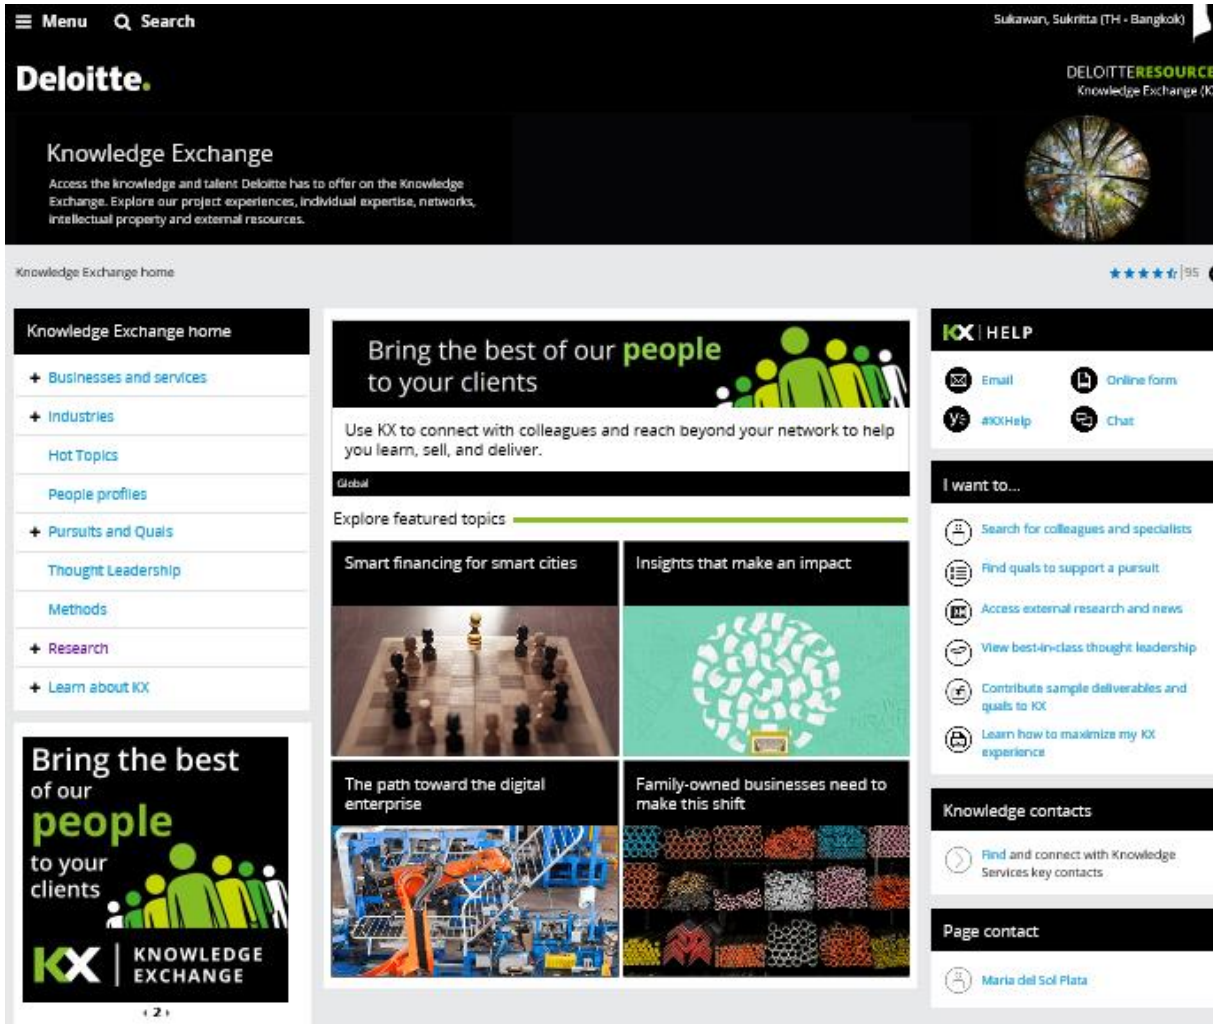 Menu Search
Sukawan, Sukritta (TH - Bangkok)
Deloitte.
DELOITTERESOURCE
Knowledge Exchange (K
Knowledge Exchange
Access the knowledge and talent Deloitte has to offer on the Knowledge
Exchange. Explore our project experiences, individual expertise, networks,
intellectual property and external resources.
Knowledge Exchange home
95
Knowledge Exchange home
+ Businesses and services
+ Industries
Hot Topics
People profiles
+ Pursuits and Quals
Thought Leadership
Methods
+ Research
+ Learn about KX
Bring the best
of our
people
to your
clients
KX | KNOWLEDGE
EXCHANGE
‹ 2 ›
Bring the best of our people
to your clients
Use KX to connect with colleagues and reach beyond your network to help
you learn, sell, and deliver.
Global
Explore featured topics
Smart financing for smart cities
Insights that make an impact
The path toward the digital
enterprise
Family-owned businesses need to
make this shift
KX | HELP
Email
Online form
#KXHelp
Chat
I want to...
Search for colleagues and specialists
Find quals to support a pursuit
Access external research and news
View best-in-class thought leadership
Contribute sample deliverables and
quals to KX
Learn how to maximize my KX
experience
Knowledge contacts
Find and connect with Knowledge
Services key contacts
Page contact
Maria del Sol Plata